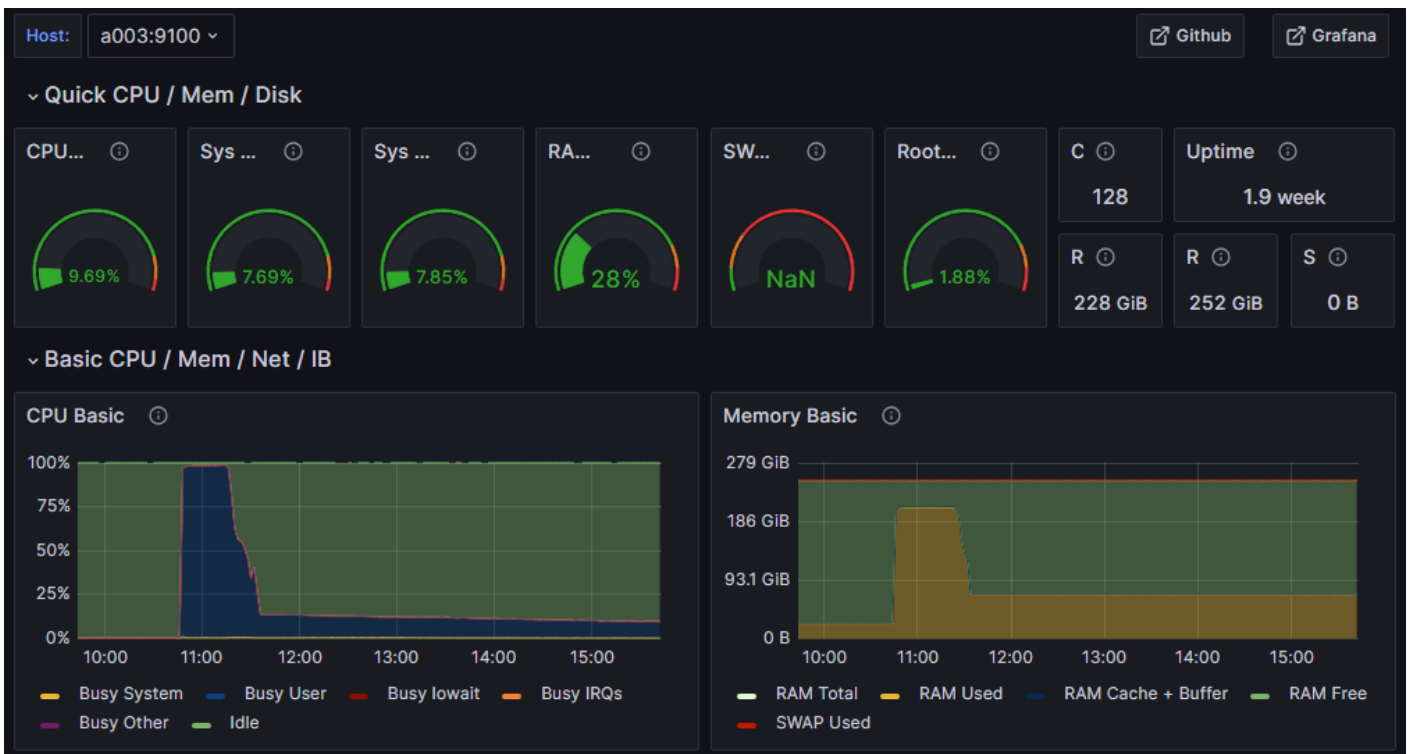 Host: a003:9100 Github Grafana
Quick CPU / Mem / Disk
CPU... Sys ... Sys ... RA... SW... Root... C Uptime
128 1.9 week
9.69% 7.69% 7.85% 28% NaN 1.88%
R R S
228 GiB 252 GiB 0 B
Basic CPU / Mem / Net / IB
CPU Basic
100%
75%
50%
25%
0%
10:00 11:00 12:00 13:00 14:00 15:00
Busy System Busy User Busy Iowait Busy IRQs
Busy Other Idle
Memory Basic
279 GiB
186 GiB
93.1 GiB
0 B
10:00 11:00 12:00 13:00 14:00 15:00
RAM Total RAM Used RAM Cache + Buffer RAM Free
SWAP Used